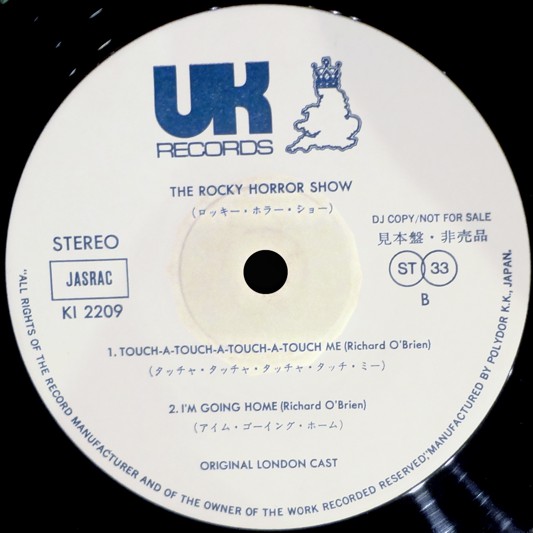 UK
RECORDS
THE ROCKY HORROR SHOW
(ロッキー・ホラー・ショー)
DJ COPY/NOT FOR SALE
見本盤・非売品
STEREO
JASRAC
KI 2209
ST 33
B
1. TOUCH-A-TOUCH-A-TOUCH-A-TOUCH ME (Richard O'Brien)
(タッチャ・タッチャ・タッチャ・タッチ・ミー)
2. I'M GOING HOME (Richard O'Brien)
(アイム・ゴーイング・ホーム)
ORIGINAL LONDON CAST
"ALL RIGHTS OF THE RECORD MANUFACTURER AND OF THE OWNER OF THE WORK RECORDED RESERVED," MANUFACTURED BY POLYDOR K.K., JAPAN.